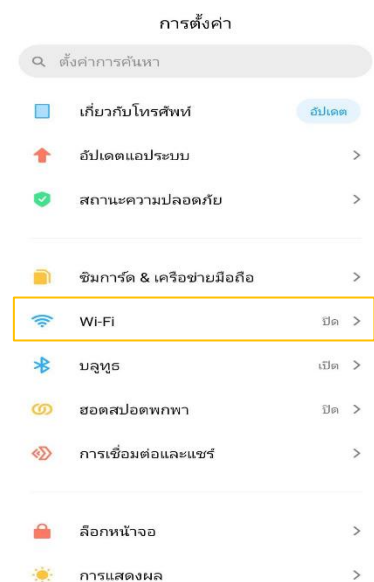 การตั้งค่า
ตั้งค่าการค้นหา
เกี่ยวกับโทรศัพท์ อัปเดต
อัปเดตแอประบบ
สถานะความปลอดภัย
ซิมการ์ด & เครือข่ายมือถือ
Wi-Fi ปิด
บลูทูธ เปิด
ฮอตสปอตพกพา ปิด
การเชื่อมต่อและแชร์
ล็อกหน้าจอ
การแสดงผล